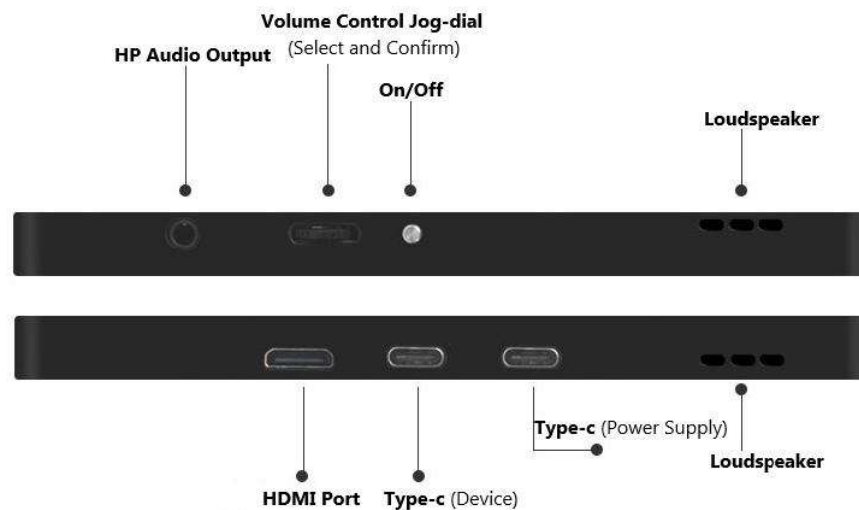 Volume Control Jog-dial
(Select and Confirm)
HP Audio Output
On/Off
Loudspeaker
Type-c (Power Supply)
Loudspeaker
HDMI Port
Type-c (Device)